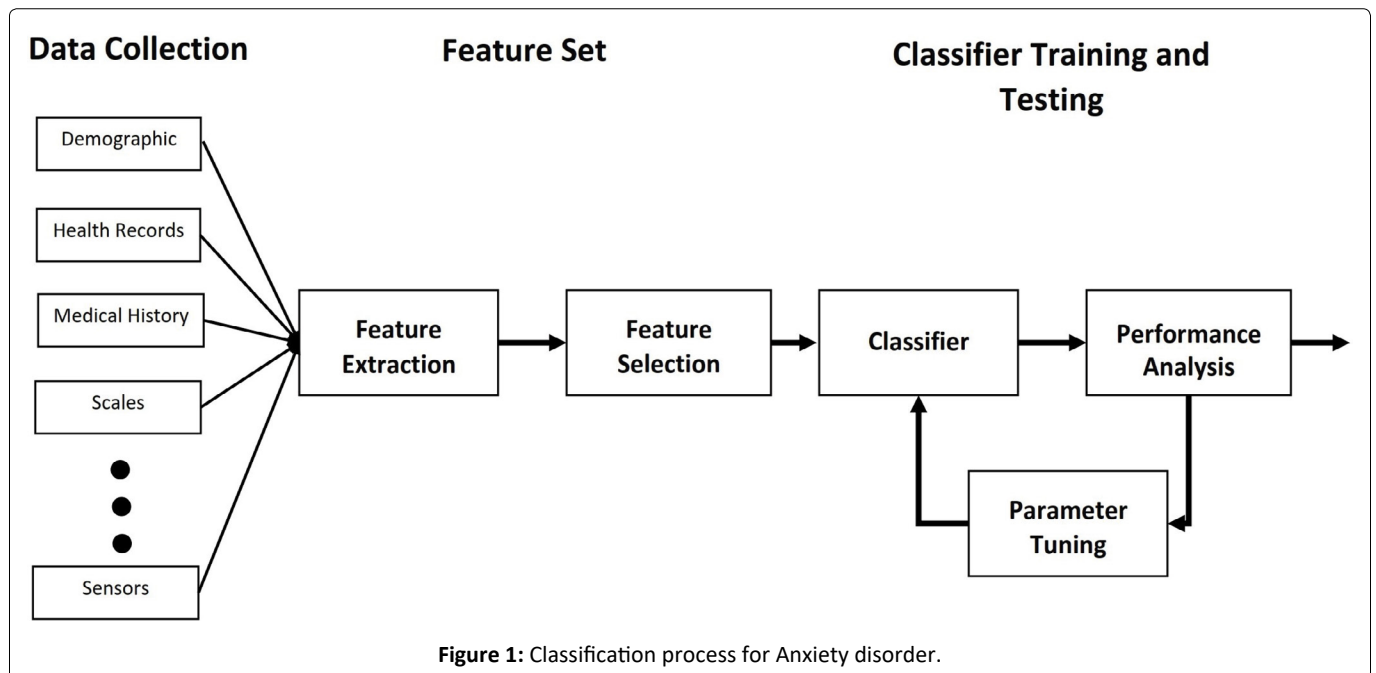 Data Collection
Feature Set
Classifier Training and
Testing
Demographic
Health Records
Medical History
Scales
Sensors
Feature
Extraction
Feature
Selection
Classifier
Performance
Analysis
Parameter
Tuning
Figure 1: Classification process for Anxiety disorder.